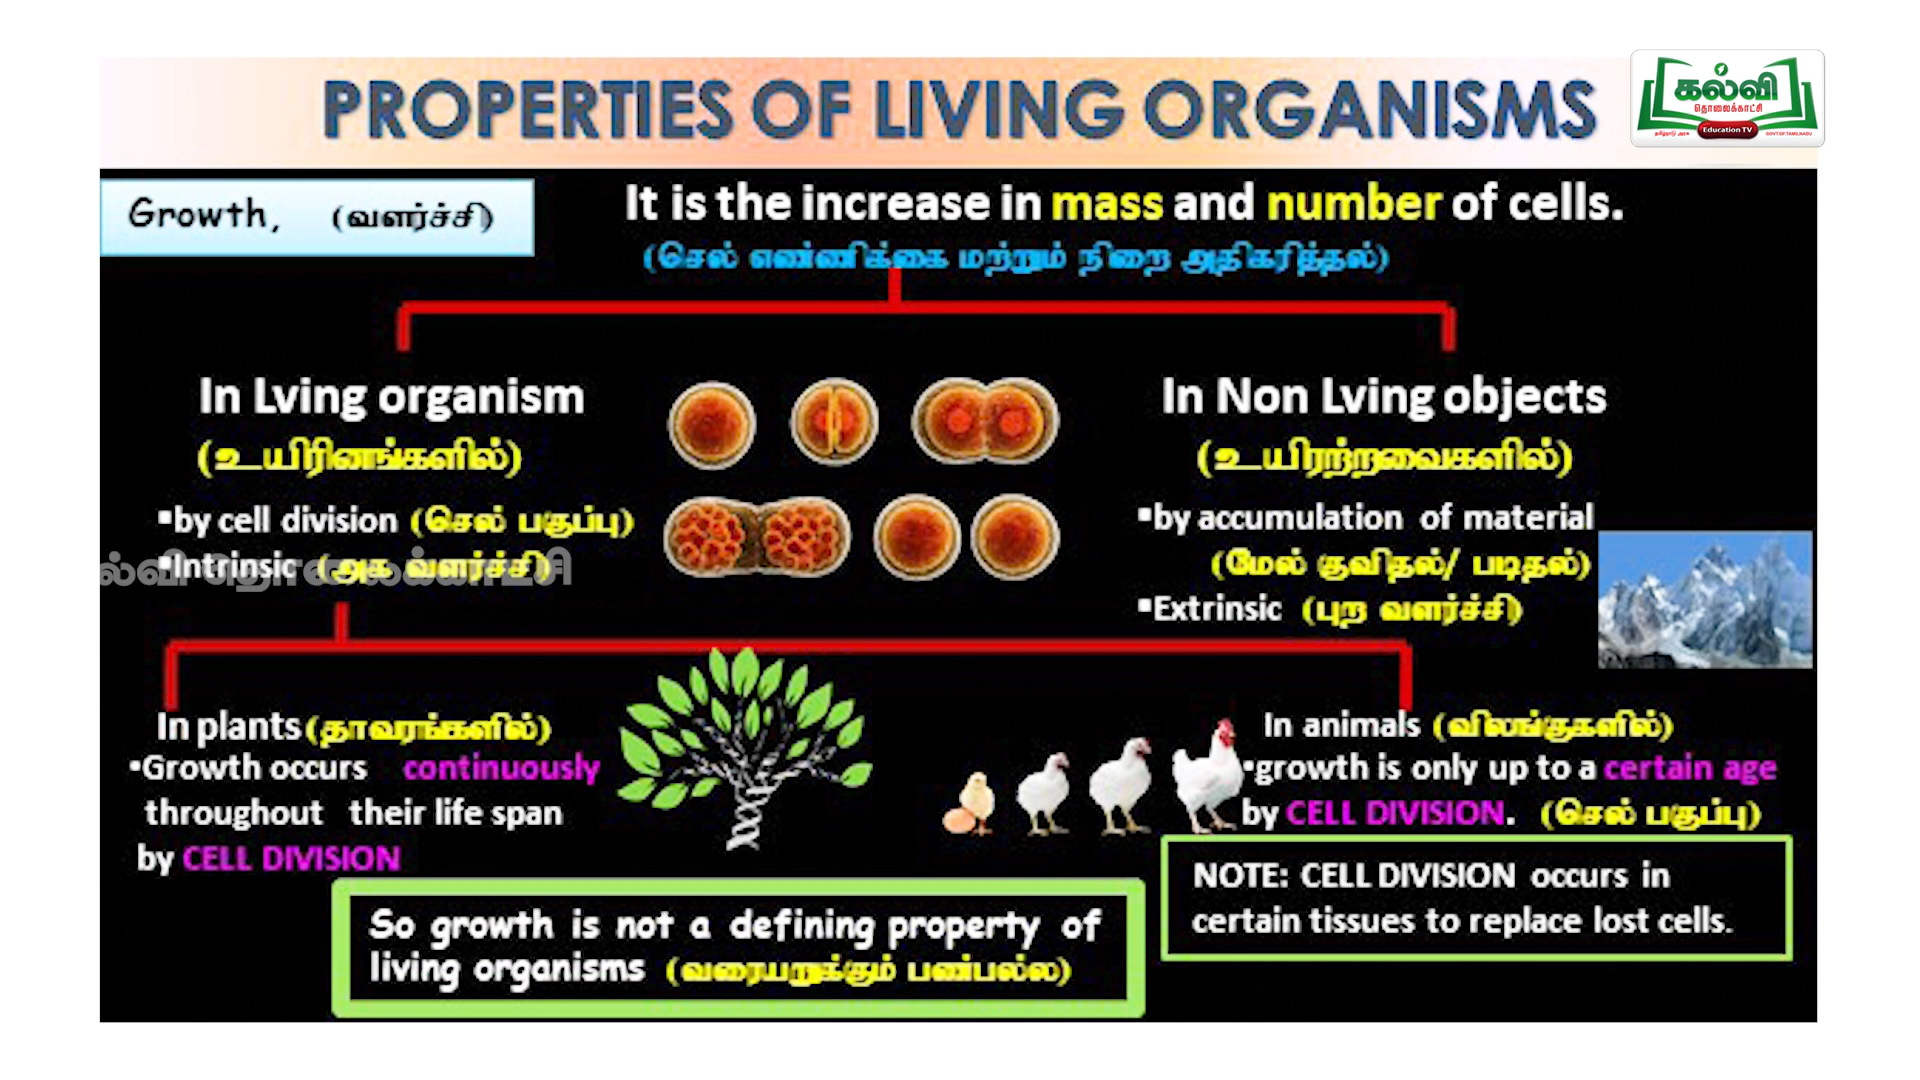 PROPERTIES OF LIVING ORGANISMS
கல்வி
தொலைக்காட்சி
தமிழ்நாடு அரசு Education TV GOVT.OF.TAMILNADU
Growth, (வளர்ச்சி)
It is the increase in mass and number of cells.
(செல் எண்ணிக்கை மற்றும் நிறை அதிகரித்தல்)
In Lving organism
(உயிரினங்களில்)
▪by cell division (செல் பகுப்பு)
▪Intrinsic (அக வளர்ச்சி)
ல்வி தொலைக்காட்சி
In Non Lving objects
(உயிரற்றவைகளில்)
▪by accumulation of material
(மேல் குவிதல்/ படிதல்)
▪Extrinsic (புற வளர்ச்சி)
In plants (தாவரங்களில்)
•Growth occurs continuously
throughout their life span
by CELL DIVISION
In animals (விலங்குகளில்)
•growth is only up to a certain age
by CELL DIVISION. (செல் பகுப்பு)
NOTE: CELL DIVISION occurs in
certain tissues to replace lost cells.
So growth is not a defining property of
living organisms (வரையறுக்கும் பண்பல்ல)